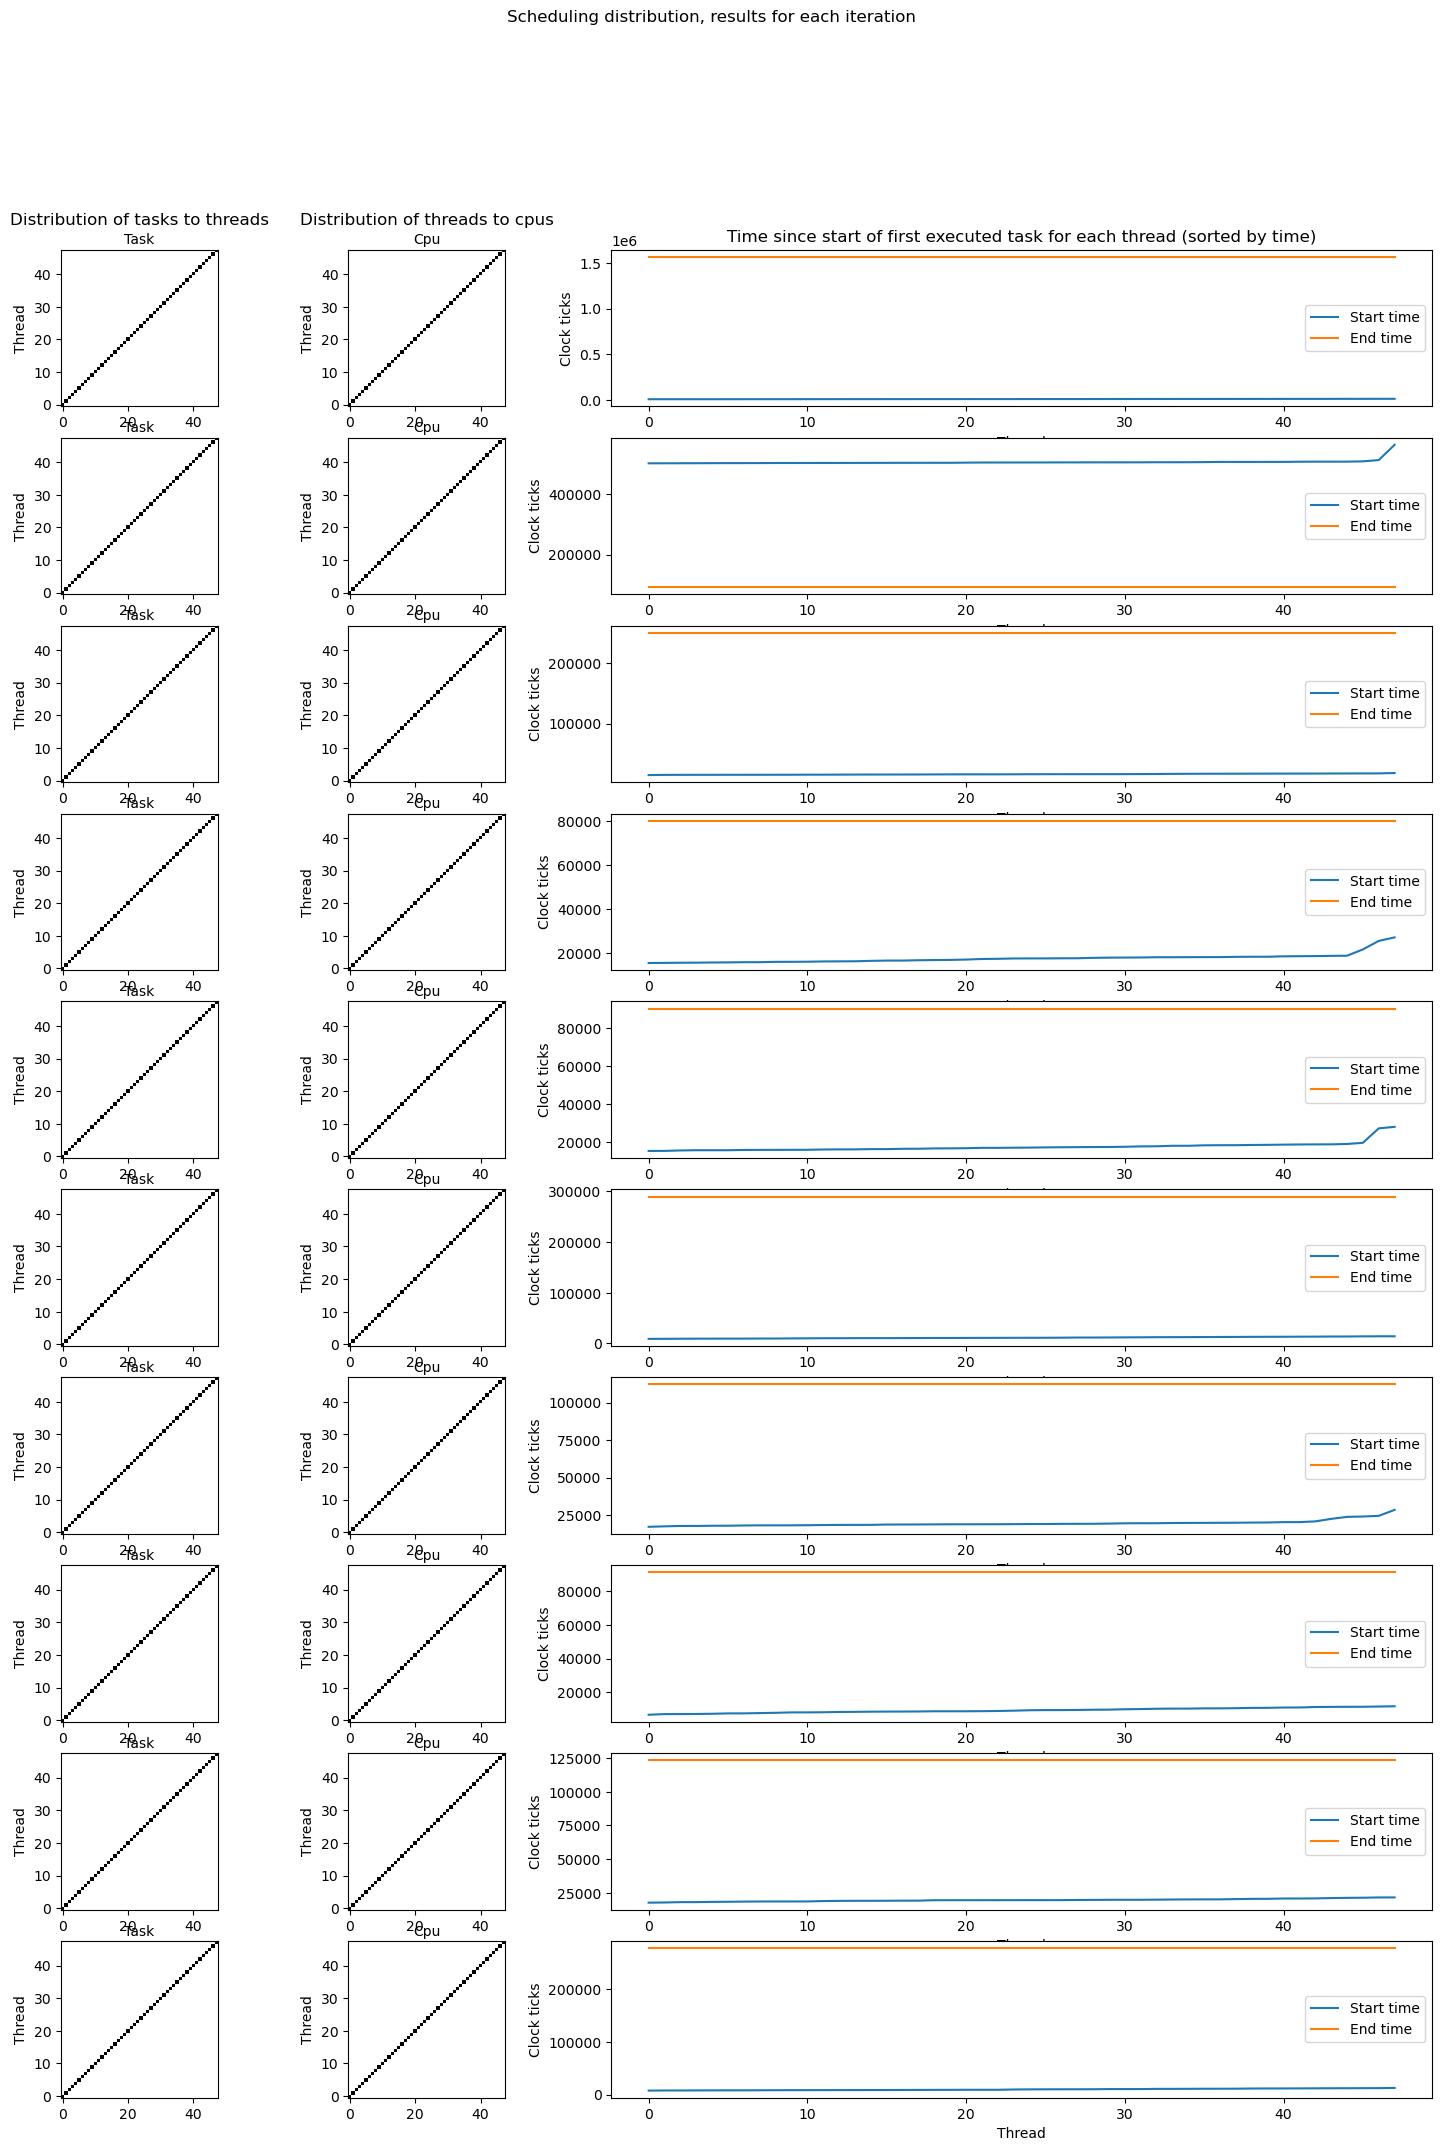 Scheduling distribution, results for each iteration
Distribution of tasks to threads
Distribution of threads to cpus
Time since start of first executed task for each thread (sorted by time)
Task
Thread
40
30
20
10
0
0 20 40
Cpu
Thread
40
30
20
10
0
0 20 40
1e6
Clock ticks
1.5
1.0
0.5
0.0
0 10 20 30 40
Start time
End time
Task
Thread
40
30
20
10
0
0 20 40
Cpu
Thread
40
30
20
10
0
0 20 40
Clock ticks
400000
200000
0 10 20 30 40
Start time
End time
Task
Thread
40
30
20
10
0
0 20 40
Cpu
Thread
40
30
20
10
0
0 20 40
Clock ticks
200000
100000
0 10 20 30 40
Start time
End time
Task
Thread
40
30
20
10
0
0 20 40
Cpu
Thread
40
30
20
10
0
0 20 40
Clock ticks
80000
60000
40000
20000
0 10 20 30 40
Start time
End time
Task
Thread
40
30
20
10
0
0 20 40
Cpu
Thread
40
30
20
10
0
0 20 40
Clock ticks
80000
60000
40000
20000
0 10 20 30 40
Start time
End time
Task
Thread
40
30
20
10
0
0 20 40
Cpu
Thread
40
30
20
10
0
0 20 40
Clock ticks
300000
200000
100000
0
0 10 20 30 40
Start time
End time
Task
Thread
40
30
20
10
0
0 20 40
Cpu
Thread
40
30
20
10
0
0 20 40
Clock ticks
100000
75000
50000
25000
0 10 20 30 40
Start time
End time
Task
Thread
40
30
20
10
0
0 20 40
Cpu
Thread
40
30
20
10
0
0 20 40
Clock ticks
80000
60000
40000
20000
0 10 20 30 40
Start time
End time
Task
Thread
40
30
20
10
0
0 20 40
Cpu
Thread
40
30
20
10
0
0 20 40
Clock ticks
125000
100000
75000
50000
25000
0 10 20 30 40
Start time
End time
Task
Thread
40
30
20
10
0
0 20 40
Cpu
Thread
40
30
20
10
0
0 20 40
Clock ticks
200000
100000
0
0 10 20 30 40
Start time
End time
Thread